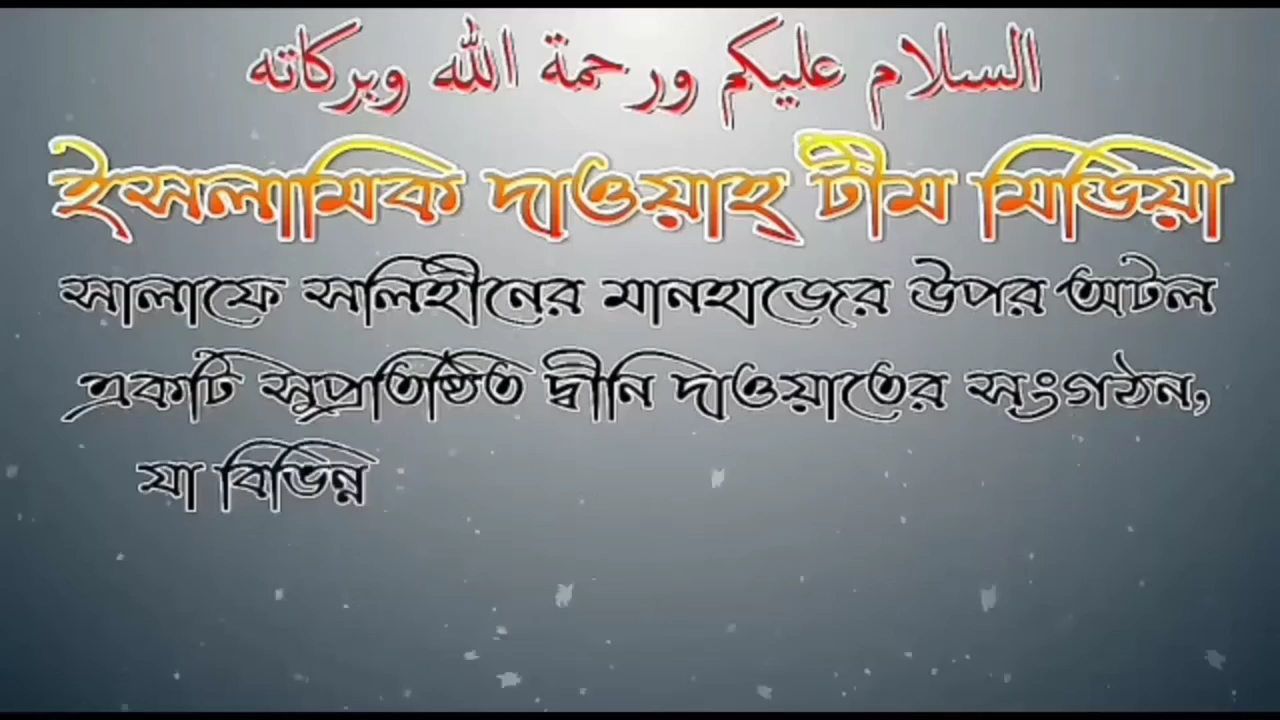 السلام عليكم ورحمة الله وبركاته
ইসলামিক দাওয়াহ্ টীম মিডিয়া
সালাফে সলিহীনের মানহাজের উপর অটল
একটি সুপ্রতিষ্ঠিত দ্বীনি দাওয়াতের সংগঠন,
যা বিভিন্ন